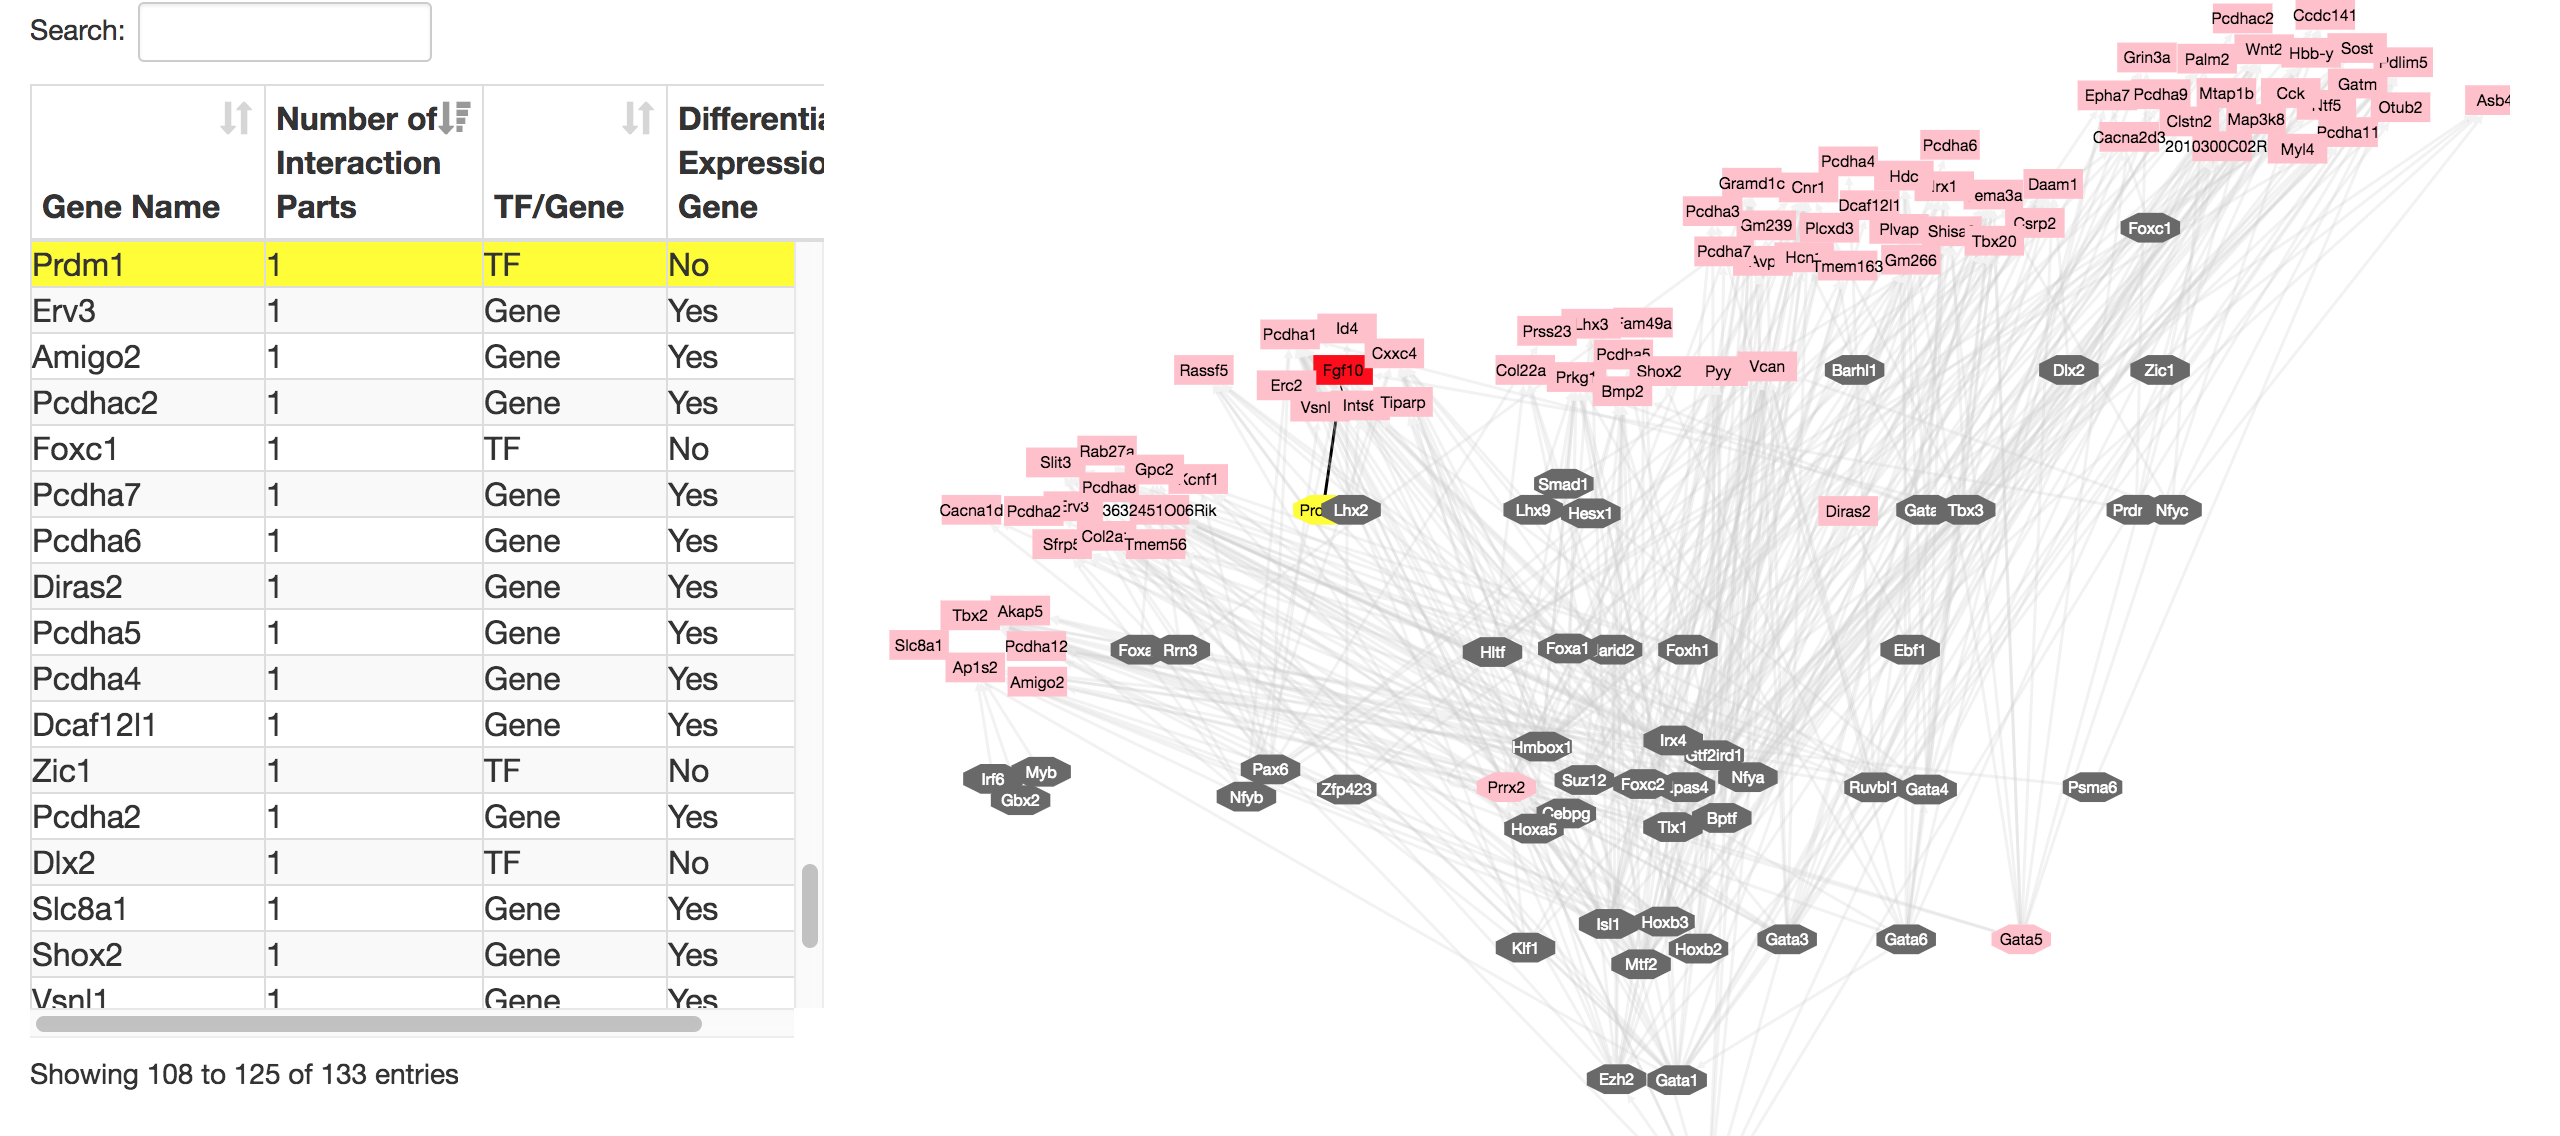 Search:
Gene Name
Number of Interaction Parts
TF/Gene
Differentia
Expressio
Gene
Prdm1 1 TF No
Erv3 1 Gene Yes
Amigo2 1 Gene Yes
Pcdhac2 1 Gene Yes
Foxc1 1 TF No
Pcdha7 1 Gene Yes
Pcdha6 1 Gene Yes
Diras2 1 Gene Yes
Pcdha5 1 Gene Yes
Pcdha4 1 Gene Yes
Dcaf12l1 1 Gene Yes
Zic1 1 TF No
Pcdha2 1 Gene Yes
Dlx2 1 TF No
Slc8a1 1 Gene Yes
Shox2 1 Gene Yes
Vsnl1 1 Gene Yes
Showing 108 to 125 of 133 entries
Pcdhac2 Ccdc141
Grin3a Palm2 Wnt2 Hbb-y Sost dlim5
Epha7 Pcdha9 Mtap1b Cck Gatm
Ntf5 Otub2 Asb4
Clstn2 Map3k8
Cacna2d3 2010300C02R Myl4 Pcdha11
Pcdha6
Pcdha4
Gramd1c Cnr1 Hdc Irx1 ema3a Daam1
Pcdha3 Dcaf12l1
Gm239 Plcxd3 Plvap Shisa Csrp2
Tbx20
Pcdha7 Avp Hcn Tmem163 Gm266
Foxc1
Pcdha1 Id4
Cxxc4
Rassf5 Fgf10
Erc2
Vsnl Ints6 Tiparp
Prss23 Lhx3 Fam49a
Pcdha5
Col22a Prkg1 Shox2 Pyy Vcan
Bmp2
Barhl1 Dlx2 Zic1
Slit3 Rab27a
Gpc2 Kcnf1
Pcdha8
Cacna1d Pcdha2 Erv3 3632451O06Rik
Sfrp5 Col2a Tmem56
Prd Lhx2
Smad1
Lhx9 Hesx1
Diras2 Gata Tbx3 Prdr Nfyc
Tbx2 Akap5
Slc8a1 Pcdha12
Ap1s2
Amigo2
Foxa Rrn3 Hltf Foxa1 arid2 Foxh1 Ebf1
Irf6 Myb
Gbx2
Pax6
Nfyb
Zfp423
Hmbox1 Irx4 Gtf2ird1
Prrx2 Suz12 Foxc2 pas4 Nfya
Cebpg
Hoxa5 Tlx1 Bptf
Ruvbl1 Gata4 Psma6
Isl1 Hoxb3
Klf1 Hoxb2
Mtf2
Gata3 Gata6 Gata5
Ezh2 Gata1